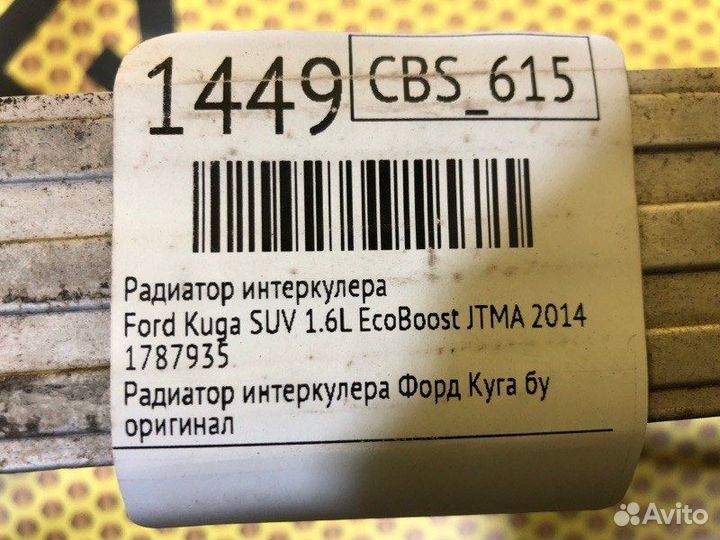 1449 CBS_615
Радиатор интеркулера
Ford Kuga SUV 1.6L EcoBoost JTMA 2014
1787935
Радиатор интеркулера Форд Куга бу
оригинал
Avito